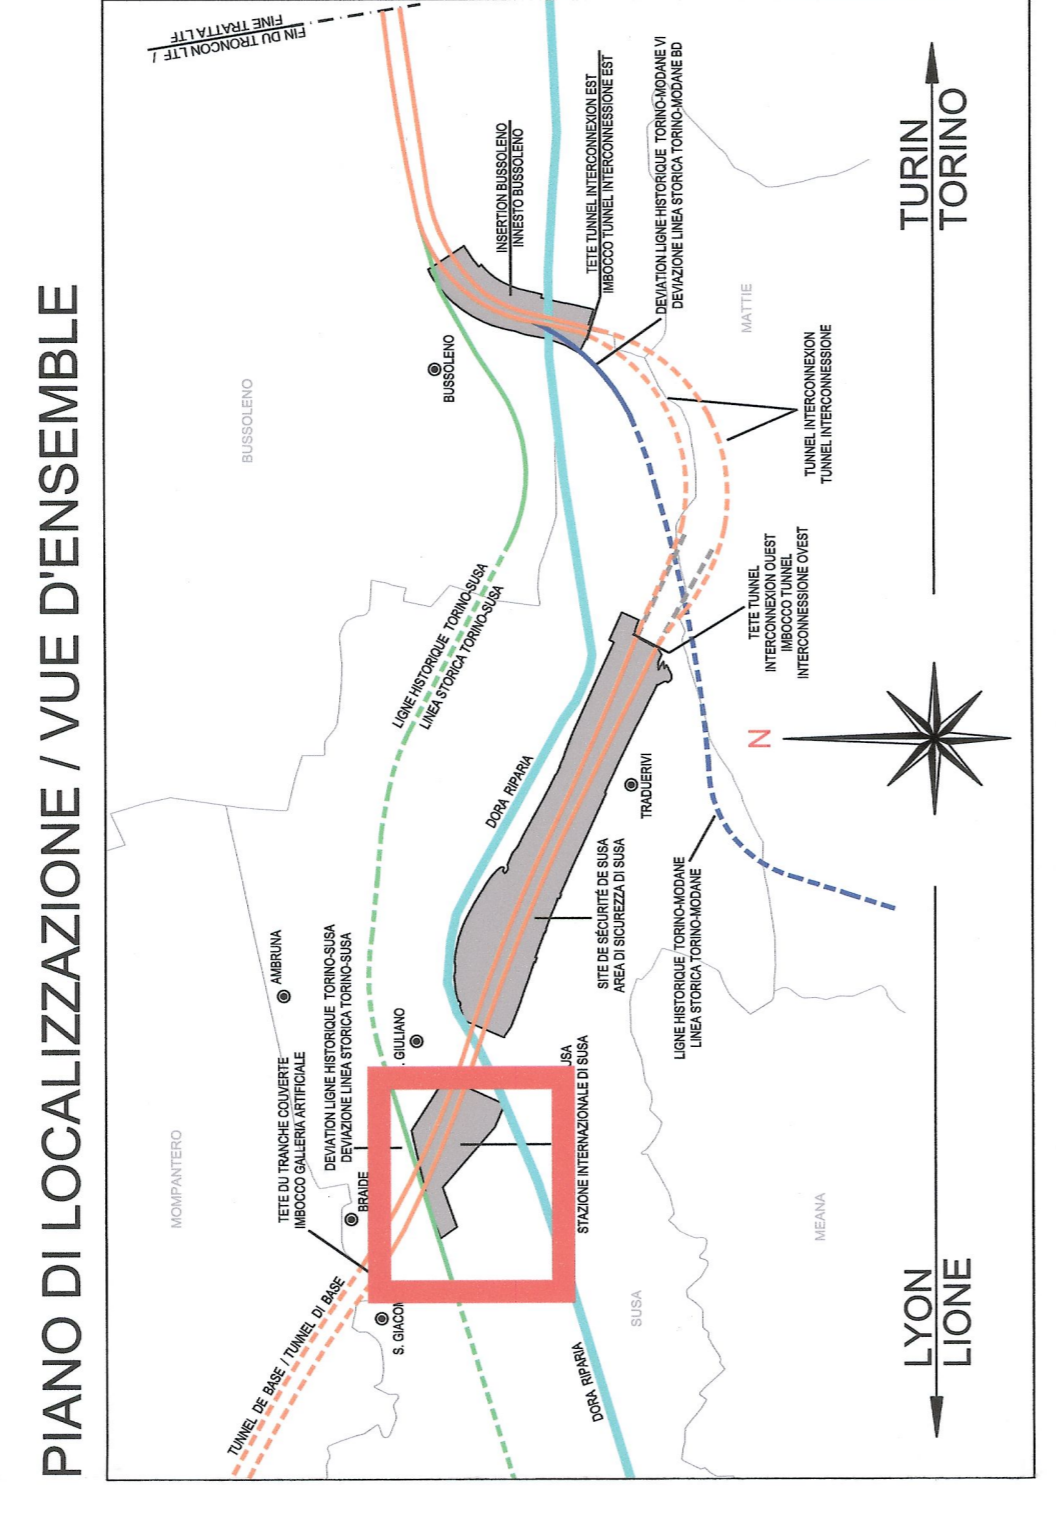 PIANO DI LOCALIZZAZIONE / VUE D'ENSEMBLE
FIN DU TRONCON LTF /
FINE TRATTA LTF
MOMPANTERO
BUSSOLENO
TUNNEL DE BASE / TUNNEL DI BASE
TETE DU TRANCHE COUVERTE
IMBOCCO GALLERIA ARTIFICIALE
AMBRUNA
DEVIATION LIGNE HISTORIQUE TORINO-SUSA
DEVIAZIONE LINEA STORICA TORINO-SUSA
BRAIDE
S. GIACOM
. GIULIANO
LIGNE HISTORIQUE TORINO-SUSA
LINEA STORICA TORINO-SUSA
BUSSOLENO
INSERTION BUSSOLENO
INNESTO BUSSOLENO
DORA RIPARIA
TETE TUNNEL INTERCONNEXION EST
IMBOCCO TUNNEL INTERCONNESSIONE EST
DORA RIPARIA
USA
STAZIONE INTERNAZIONALE DI SUSA
SITE DE SÉCURITÉ DE SUSA
AREA DI SICUREZZA DI SUSA
TRADUERIVI
DEVIATION LIGNE HISTORIQUE TORINO-MODANE VI
DEVIAZIONE LINEA STORICA TORINO-MODANE BD
SUSA
LIGNE HISTORIQUE TORINO-MODANE
LINEA STORICA TORINO-MODANE
MATTIE
TETE TUNNEL
INTERCONNEXION OUEST
IMBOCCO TUNNEL
INTERCONNESSIONE OVEST
TUNNEL INTERCONNEXION
TUNNEL INTERCONNESSIONE
MEANA
N
LYON
LIONE
TURIN
TORINO